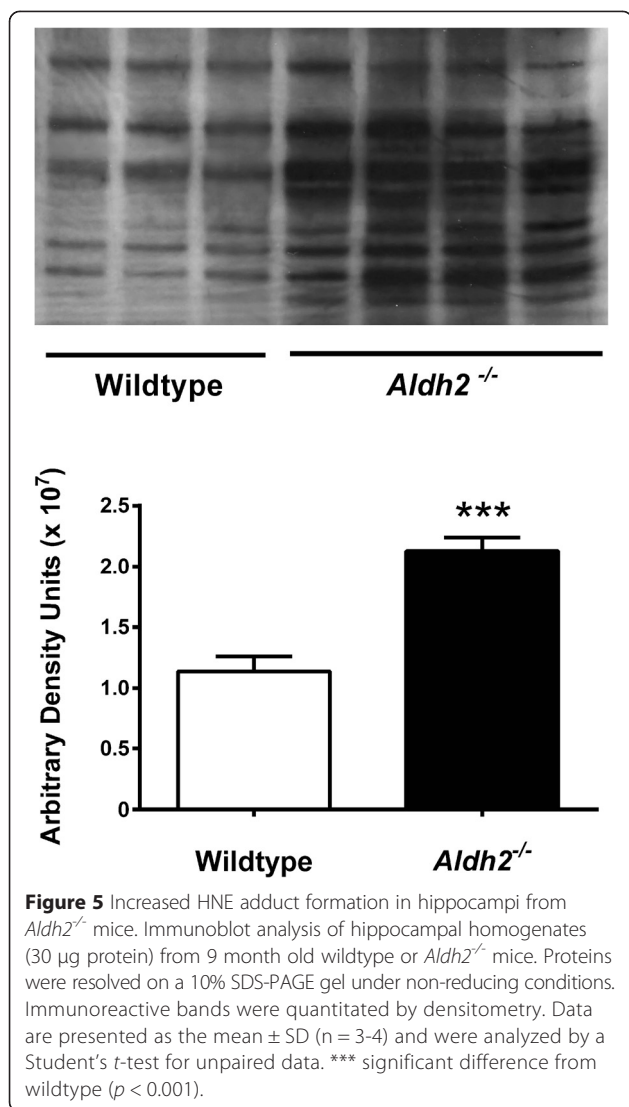 Wildtype Aldh2 -/-
Arbitrary Density Units (x 10⁷)
2.5
2.0
1.5
1.0
0.5
0
***
Wildtype Aldh2-/-
Figure 5 Increased HNE adduct formation in hippocampi from
Aldh2-/- mice. Immunoblot analysis of hippocampal homogenates
(30 μg protein) from 9 month old wildtype or Aldh2-/- mice. Proteins
were resolved on a 10% SDS-PAGE gel under non-reducing conditions.
Immunoreactive bands were quantitated by densitometry. Data
are presented as the mean ± SD (n = 3-4) and were analyzed by a
Student's t-test for unpaired data. *** significant difference from
wildtype (p < 0.001).